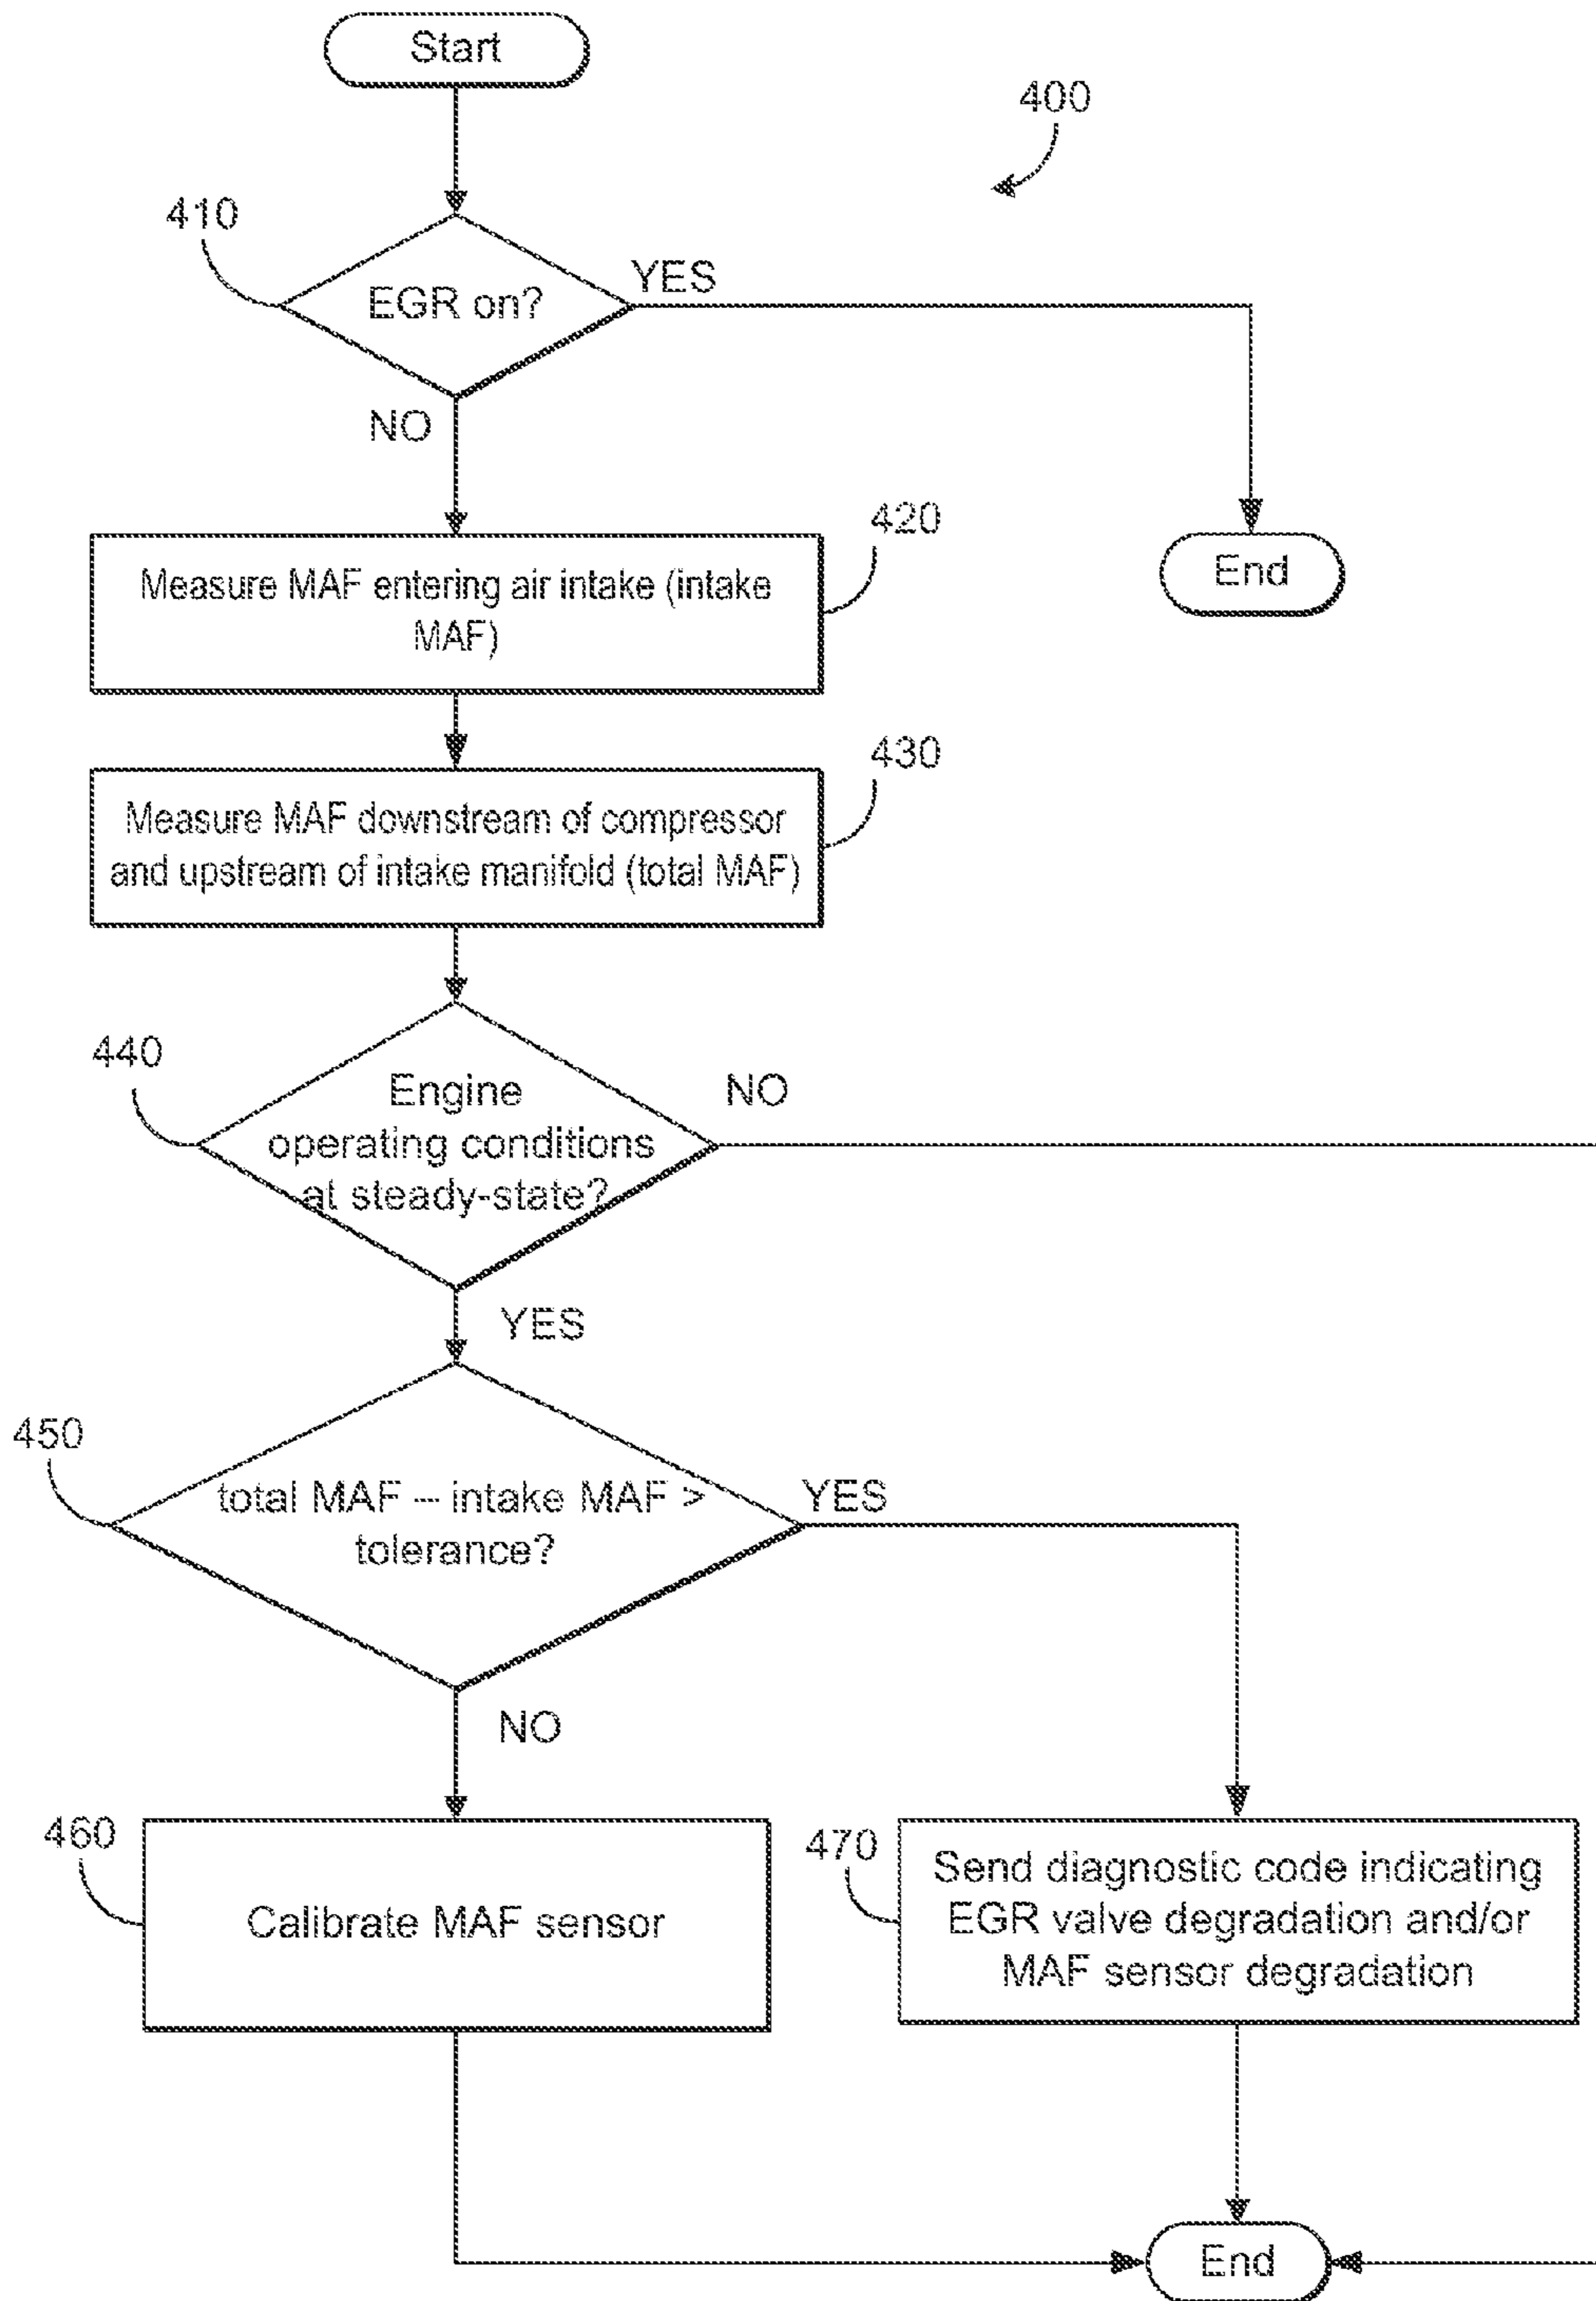 Start
400
410
EGR on?
YES
NO
420
Measure MAF entering air intake (intake
MAF)
End
430
Measure MAF downstream of compressor
and upstream of intake manifold (total MAF)
440
Engine
operating conditions
at steady-state?
NO
YES
450
total MAF – intake MAF >
tolerance?
YES
NO
460
Calibrate MAF sensor
470
Send diagnostic code indicating
EGR valve degradation and/or
MAF sensor degradation
End